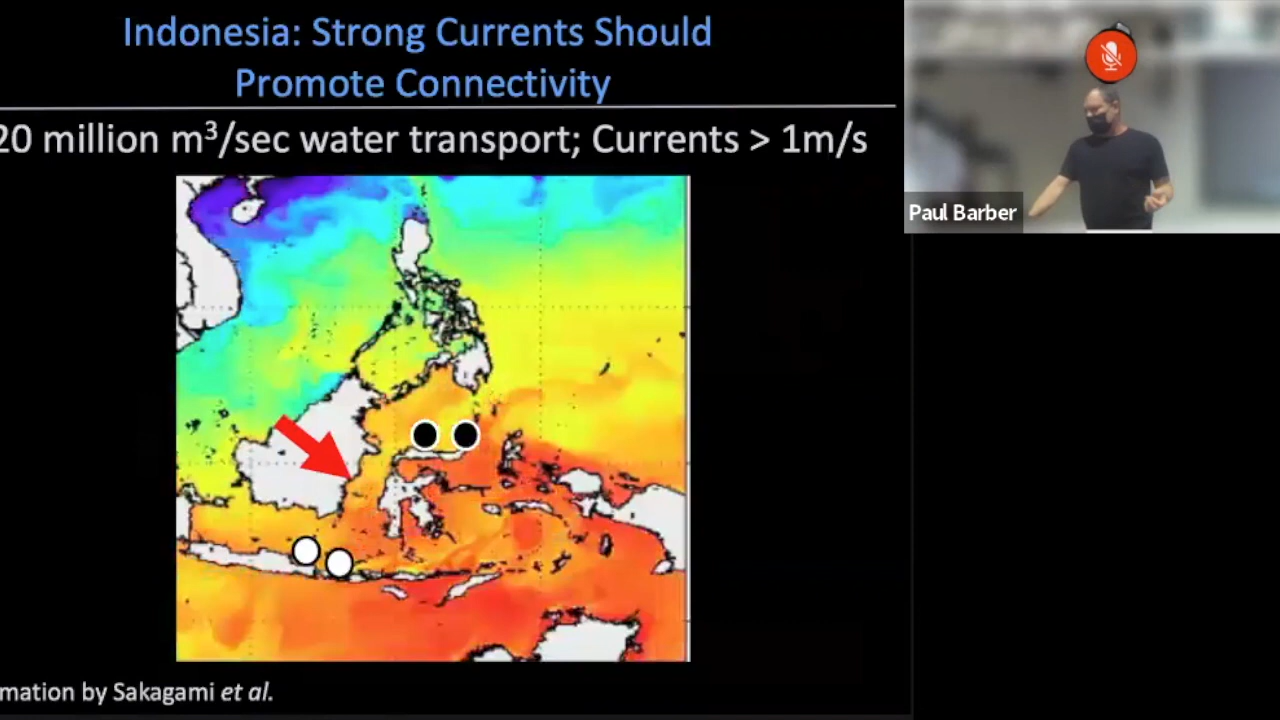 Indonesia: Strong Currents Should
Promote Connectivity
20 million m³/sec water transport; Currents > 1m/s
Paul Barber
mation by Sakagami et al.